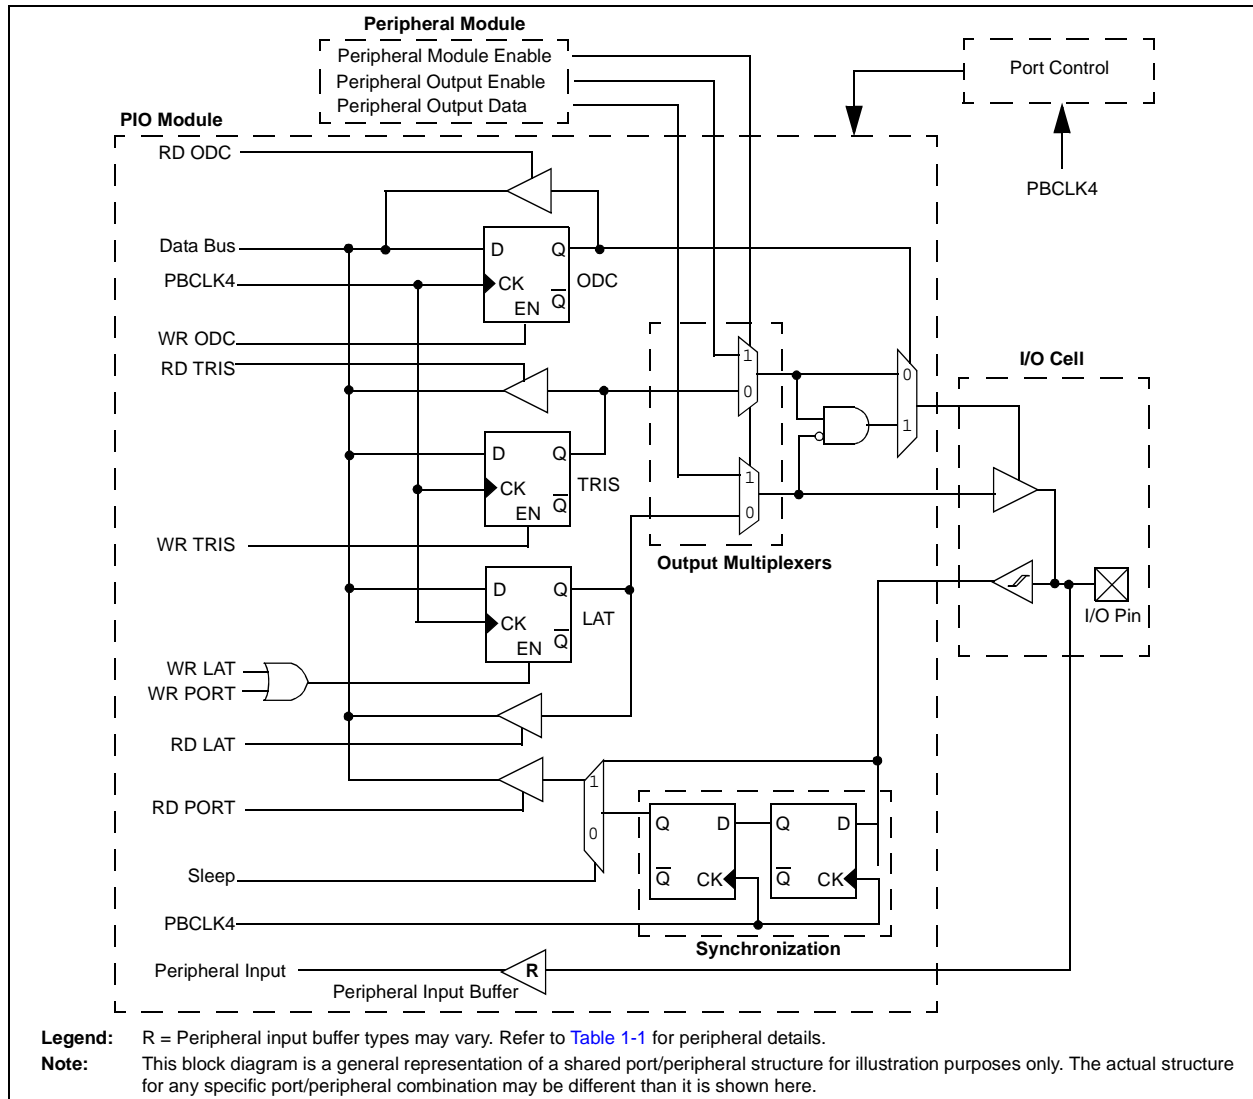 Peripheral Module
Peripheral Module Enable
Peripheral Output Enable
Peripheral Output Data
Port Control
PBCLK4
PIO Module
RD ODC
Data Bus
D
Q
PBCLK4
CK
ODC
EN
Q
WR ODC
RD TRIS
1
0
I/O Cell
0
1
D
Q
CK
TRIS
EN
Q
1
0
WR TRIS
Output Multiplexers
D
Q
CK
LAT
EN
Q
I/O Pin
WR LAT
WR PORT
RD LAT
1
0
RD PORT
Q
D
Q
D
Sleep
Q
CK
Q
CK
PBCLK4
Synchronization
Peripheral Input
R
Peripheral Input Buffer
Legend: R = Peripheral input buffer types may vary. Refer to Table 1-1 for peripheral details.
Note: This block diagram is a general representation of a shared port/peripheral structure for illustration purposes only. The actual structure
for any specific port/peripheral combination may be different than it is shown here.